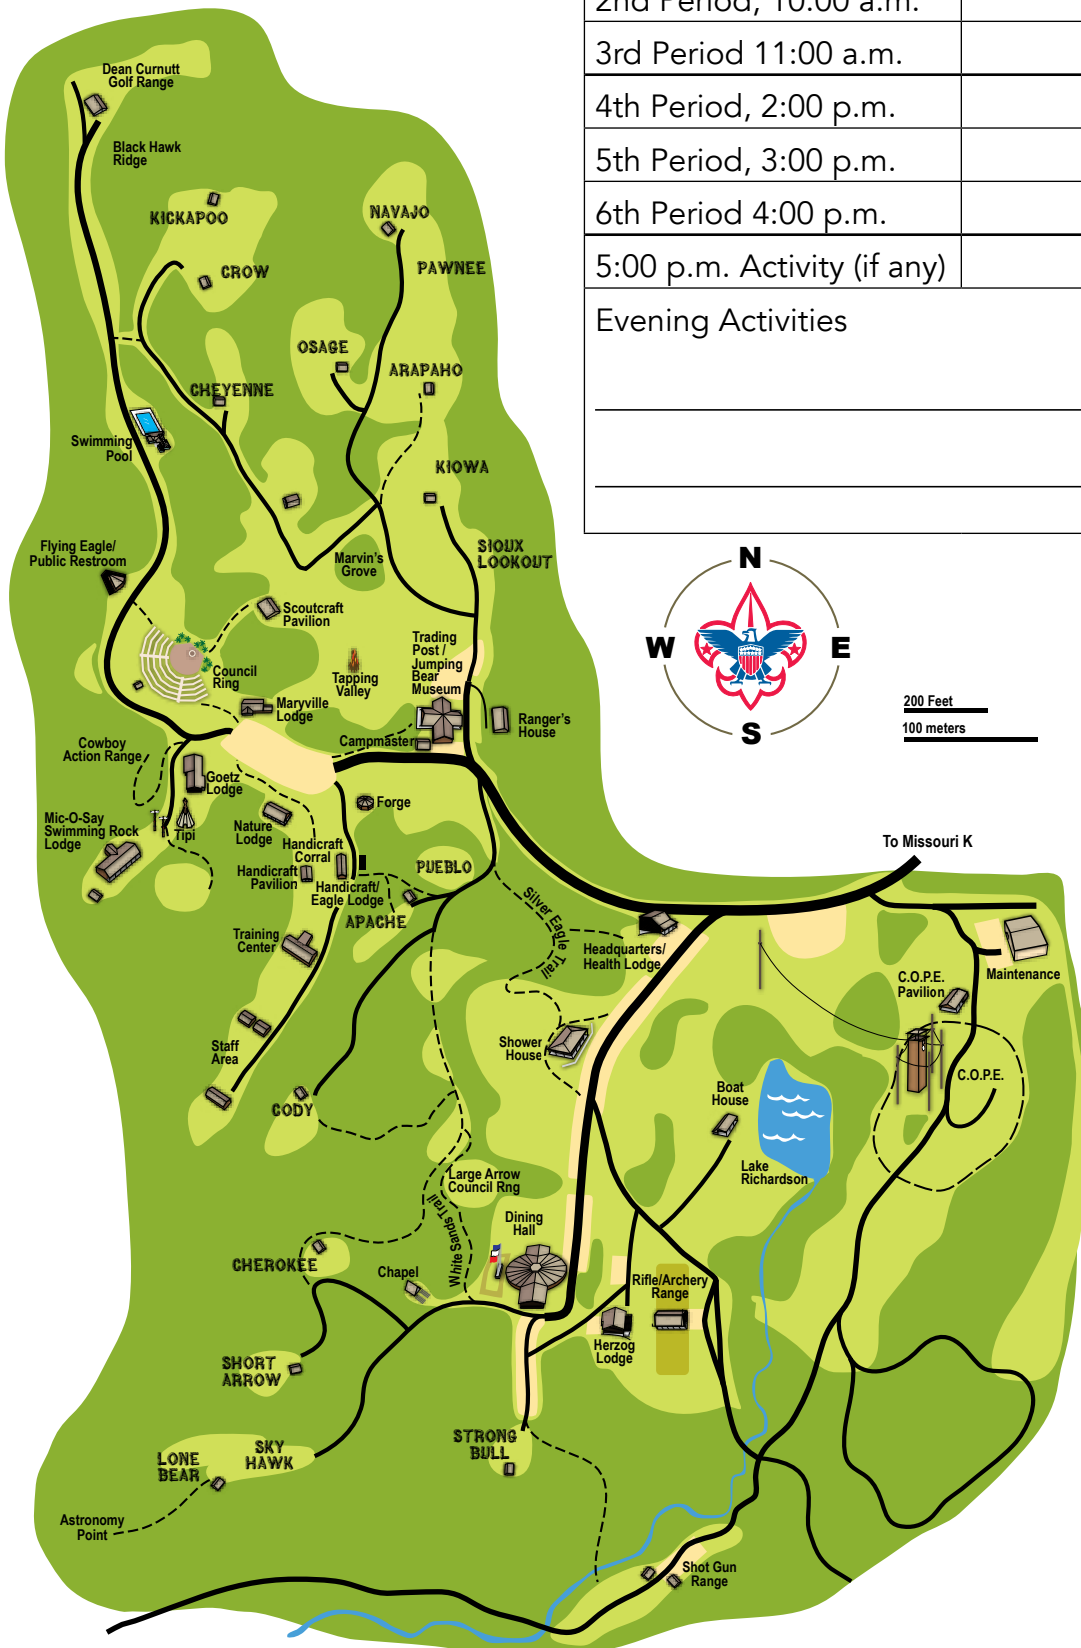 2nd Period, 10:00 a.m.
3rd Period 11:00 a.m.
4th Period, 2:00 p.m.
5th Period, 3:00 p.m.
6th Period 4:00 p.m.
5:00 p.m. Activity (if any)
Evening Activities
Dean Curnutt
Golf Range
Black Hawk
Ridge
KICKAPOO
NAVAJO
CROW
PAWNEE
OSAGE
ARAPAHO
CHEYENNE
Swimming
Pool
KIOWA
Flying Eagle/
Public Restroom
Marvin's
Grove
SIOUX
LOOKOUT
Scoutcraft
Pavilion
Council
Ring
Tapping
Valley
Trading
Post /
Jumping
Bear
Museum
Maryville
Lodge
Ranger's
House
Campmaster
Cowboy
Action Range
Goetz
Lodge
Forge
Mic-O-Say
Swimming Rock
Lodge
Tipi
Nature
Lodge
Handicraft
Corral
Handicraft
Pavilion
Handicraft/
Eagle Lodge
PUEBLO
APACHE
N
W
E
S
200 Feet
100 meters
To Missouri K
Silver Eagle Trail
Training
Center
Headquarters/
Health Lodge
Maintenance
C.O.P.E.
Pavilion
C.O.P.E.
Staff
Area
Shower
House
CODY
Boat
House
Lake
Richardson
Large Arrow
Council Rng
White Sands Trail
Dining
Hall
CHEROKEE
Chapel
Rifle/Archery
Range
Herzog
Lodge
SHORT
ARROW
STRONG
BULL
LONE
BEAR
SKY
HAWK
Astronomy
Point
Shot Gun
Range